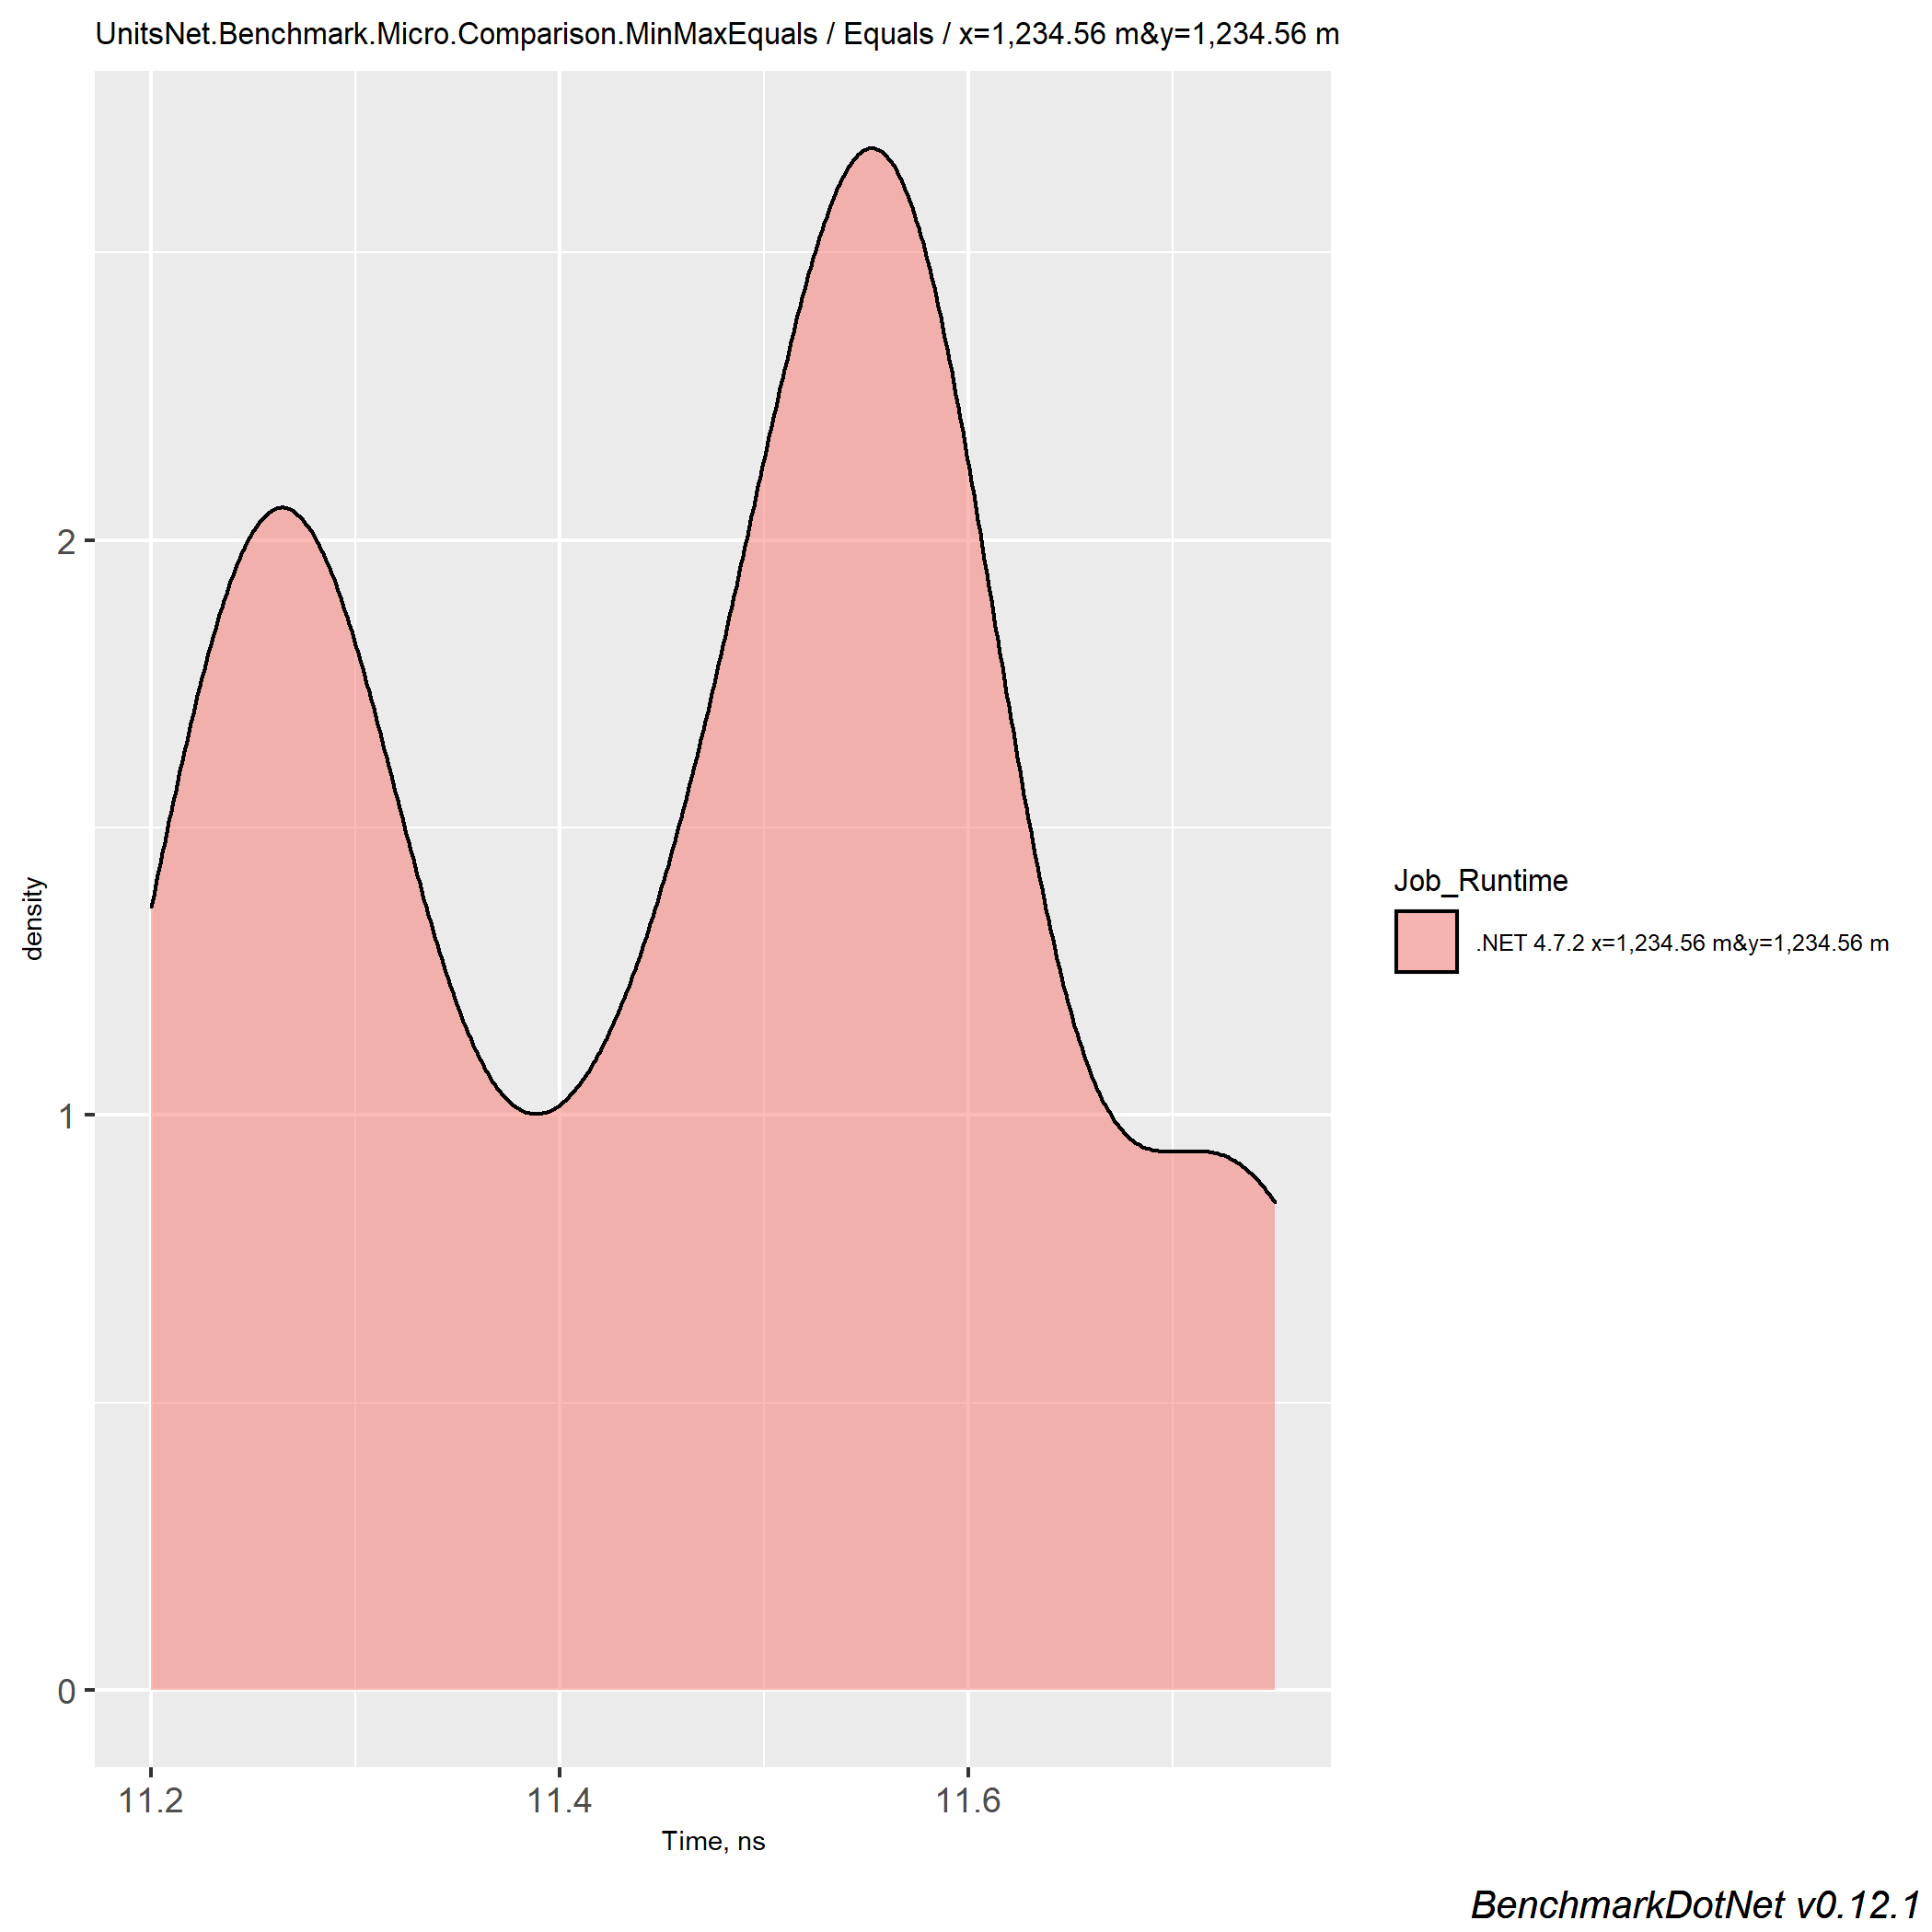 UnitsNet.Benchmark.Micro.Comparison.MinMaxEquals / Equals / x=1,234.56 m&y=1,234.56 m
density
2
1
0
11.2 11.4 11.6
Time, ns
Job_Runtime
.NET 4.7.2 x=1,234.56 m&y=1,234.56 m
BenchmarkDotNet v0.12.1